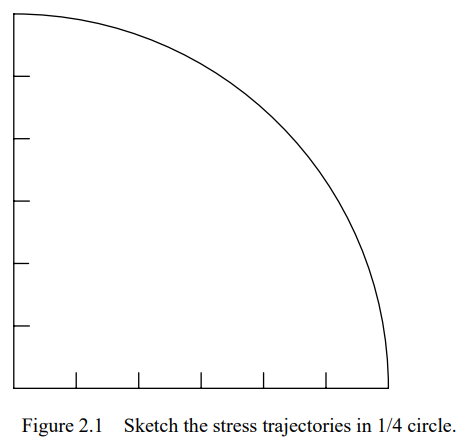 Figure 2.1 Sketch the stress trajectories in 1/4 circle.